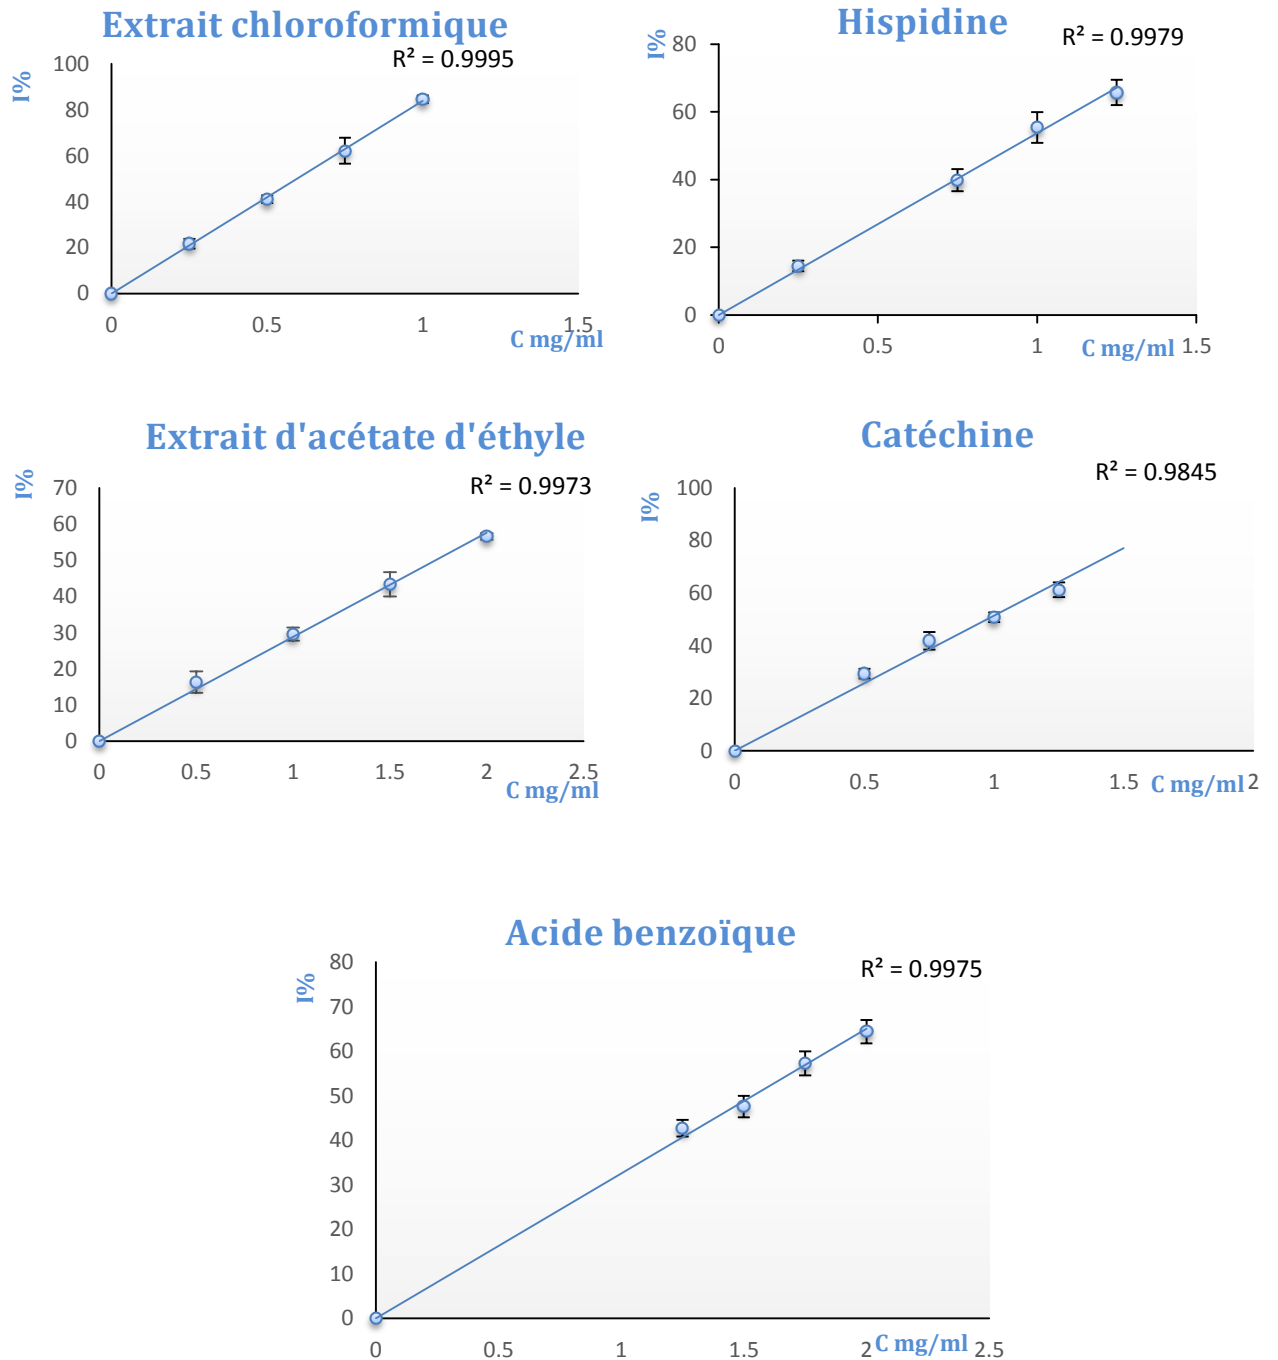 Extrait chloroformique
R² = 0.9995
I%
100
80
60
40
20
0
0 0.5 1 1.5
C mg/ml
Hispidine
R² = 0.9979
I%
80
60
40
20
0
0 0.5 1 1.5
C mg/ml
Extrait d'acétate d'éthyle
R² = 0.9973
I%
70
60
50
40
30
20
10
0
0 0.5 1 1.5 2 2.5
C mg/ml
Catéchine
R² = 0.9845
I%
100
80
60
40
20
0
0 0.5 1 1.5 2
C mg/ml
Acide benzoïque
R² = 0.9975
I%
80
70
60
50
40
30
20
10
0
0 0.5 1 1.5 2 2.5
C mg/ml